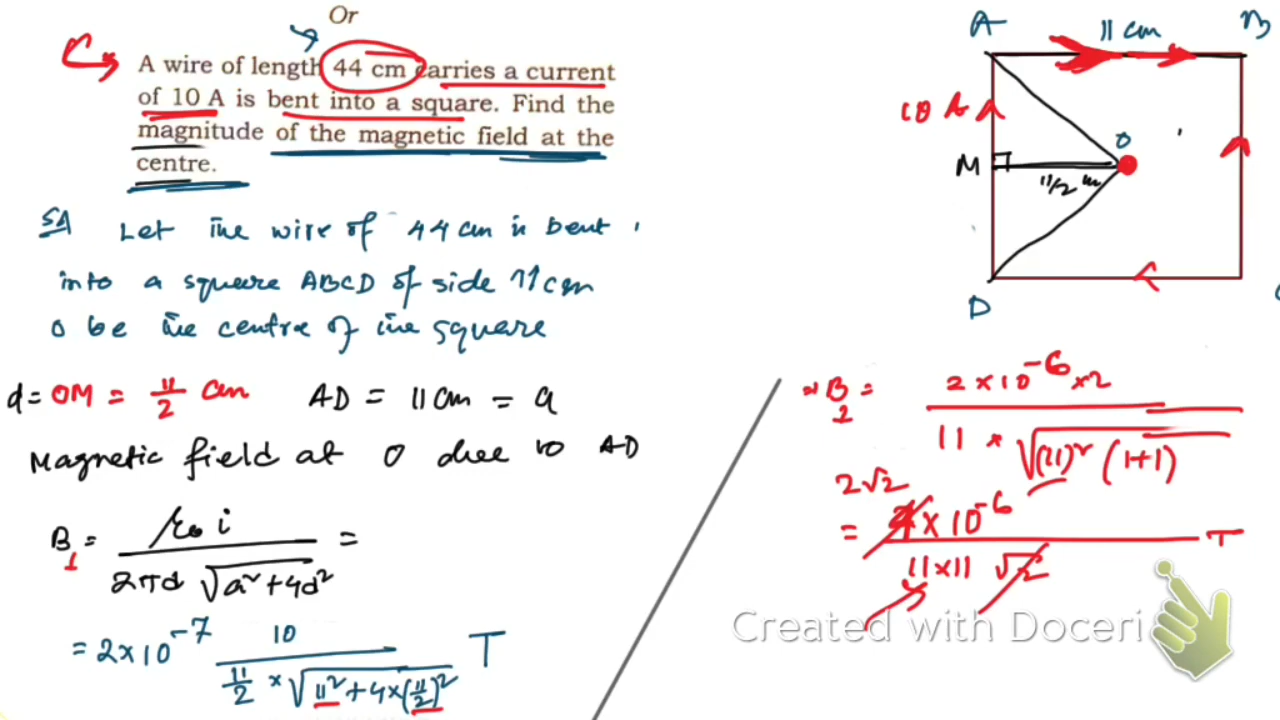 Or
A wire of length 44 cm carries a current
of 10 A is bent into a square. Find the
magnitude of the magnetic field at the
centre.
Let the wire of 44 cm is bent
into a square ABCD of side 11 cm
O be the centre of the square
d = OM = 11/2 cm AD = 11 cm = a
Magnetic field at O due to AD
B₁ = μ₀ i / 2πd √(a² + 4d²) =
= 2×10⁻⁷ 10 / (11/2 × √(11² + 4×(11/2)²)) T
A 11 cm B
10 A
M O
11/2 cm
D
⇒ B₁ = 2×10⁻⁶ ×2 / 11 × √((11)² (1+1))
2√2
= 4 × 10⁻⁶ / 11×11 √2 T
Created with Doceri